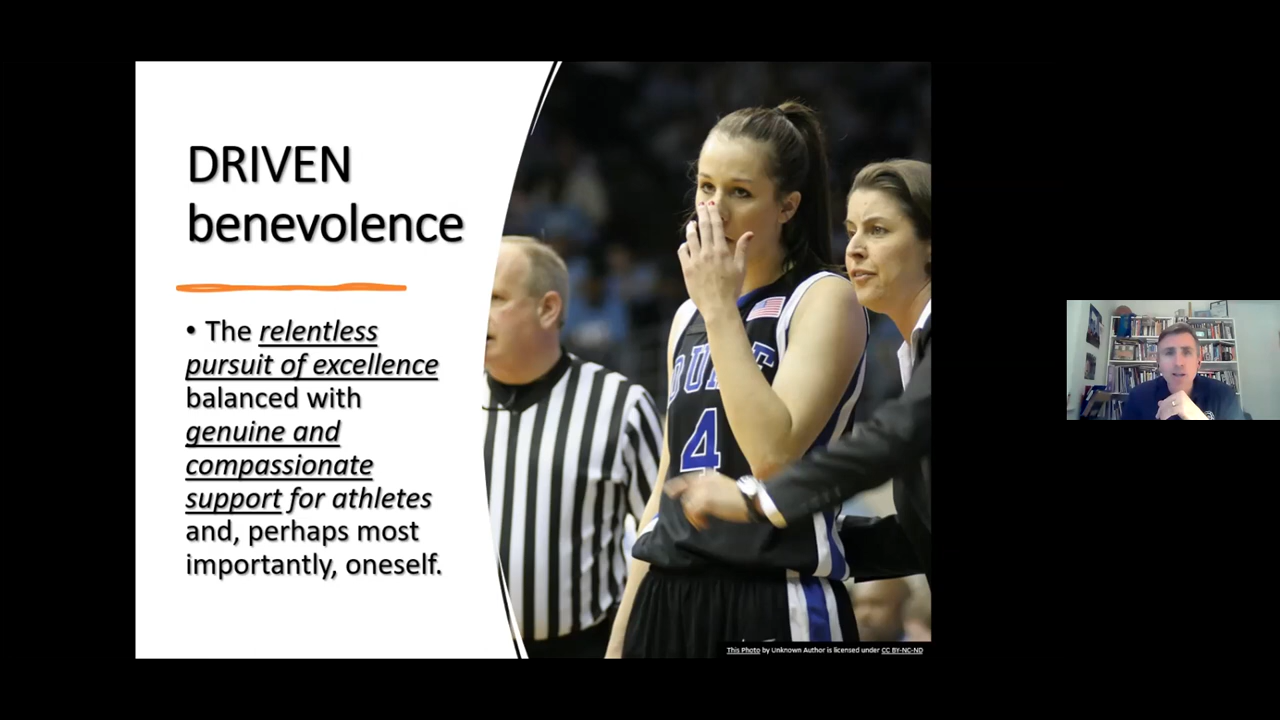 DRIVEN
benevolence
• The relentless
pursuit of excellence
balanced with
genuine and
compassionate
support for athletes
and, perhaps most
importantly, oneself.
DUKE
4
This Photo by Unknown Author is licensed under CC BY-NC-ND